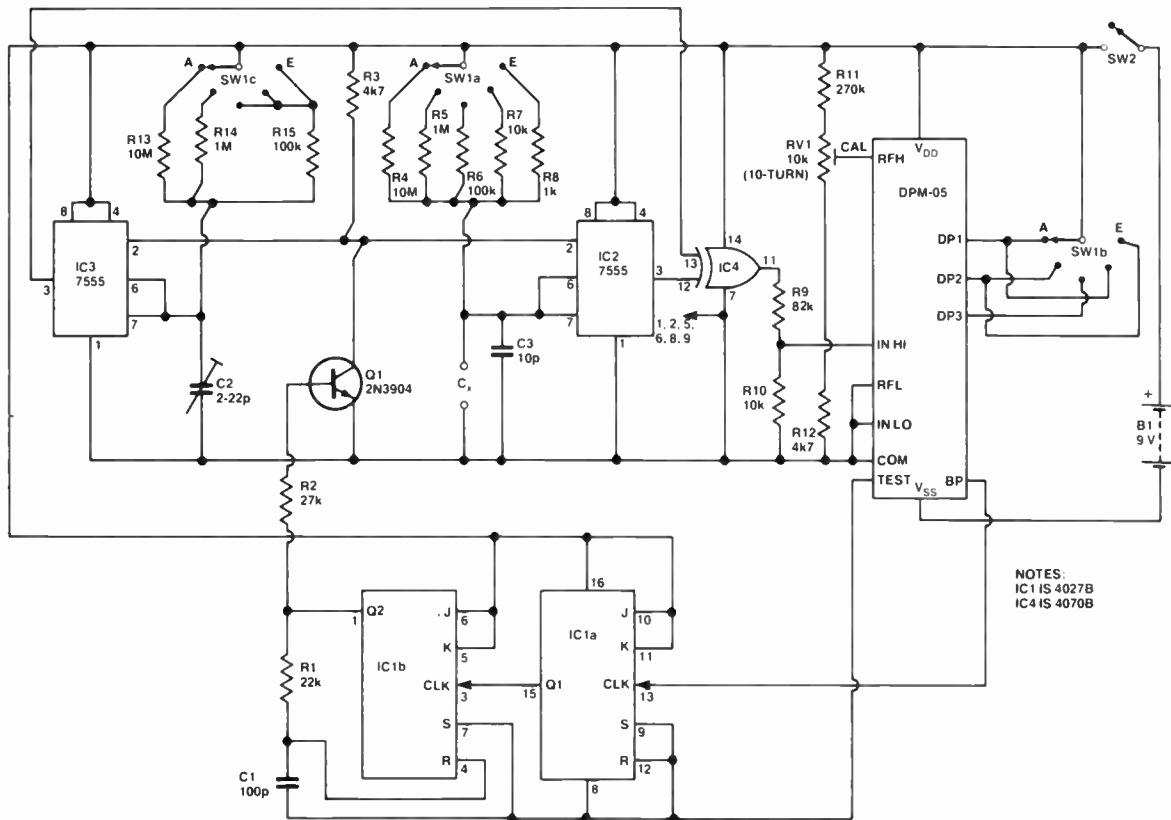 A
SW1c
E
R13
10M
R14
1M
R15
100k
R3
4k7
A
SW1a
E
R4
10M
R5
1M
R6
100k
R7
10k
R8
1k
R11
270k
RV1
10k
(10-TURN)
CAL
SW2
8
4
IC3
7555
2
6
7
3
1
8
4
IC2
7555
2
6
7
3
1
13
12
14
IC4
11
7
1, 2, 5,
6, 8, 9
R9
82k
R10
10k
R12
4k7
VDD
RFH
DPM-05
DP1
DP2
DP3
IN HI
RFL
IN LO
COM
TEST
VSS
BP
A
SW1b
E
+
B1
9 V
C2
2-22p
Q1
2N3904
Cx
C3
10p
R2
27k
R1
22k
C1
100p
1
Q2
IC1b
J
6
K
5
CLK
3
S
7
R
4
16
IC1a
15
Q1
J
10
K
11
CLK
13
S
9
R
12
8
NOTES:
IC1 IS 4027B
IC4 IS 4070B